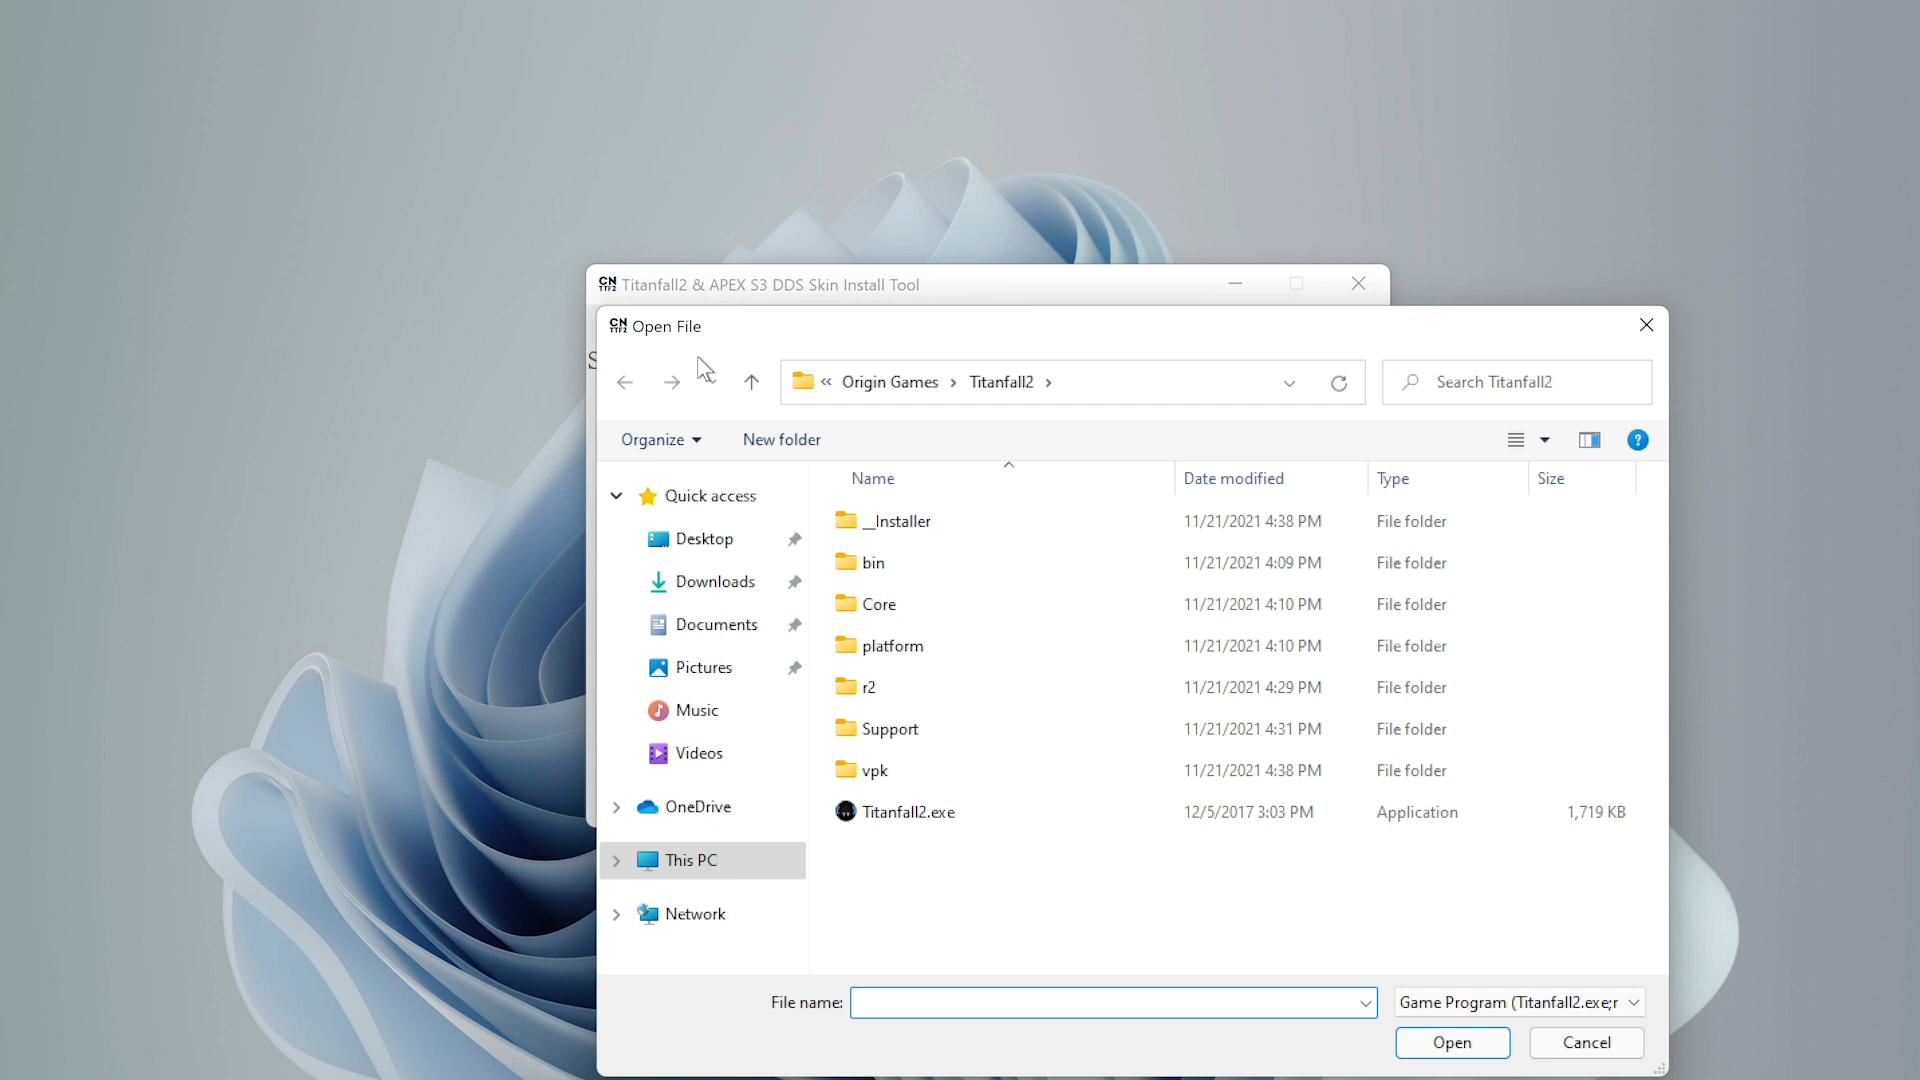 CN TTF2 Titanfall2 & APEX S3 DDS Skin Install Tool
CN TTF2 Open File
S
« Origin Games > Titanfall2 >
Search Titanfall2
Organize
New folder
?
Name
Date modified
Type
Size
Quick access
Desktop
Downloads
Documents
Pictures
Music
Videos
OneDrive
This PC
Network
__Installer 11/21/2021 4:38 PM File folder
bin 11/21/2021 4:09 PM File folder
Core 11/21/2021 4:10 PM File folder
platform 11/21/2021 4:10 PM File folder
r2 11/21/2021 4:29 PM File folder
Support 11/21/2021 4:31 PM File folder
vpk 11/21/2021 4:38 PM File folder
Titanfall2.exe 12/5/2017 3:03 PM Application 1,719 KB
File name:
Game Program (Titanfall2.exe;r
Open
Cancel